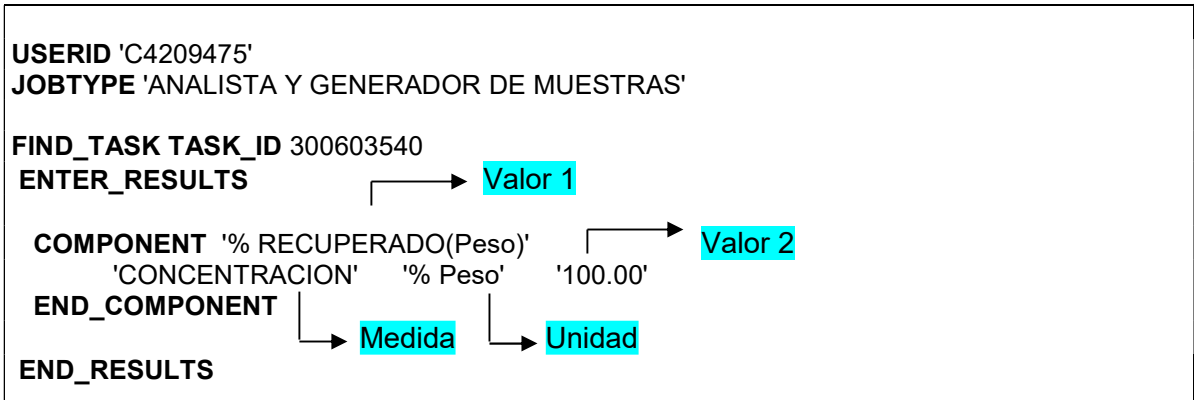 USERID 'C4209475'
JOBTYPE 'ANALISTA Y GENERADOR DE MUESTRAS'
FIND_TASK TASK_ID 300603540
ENTER_RESULTS
Valor 1
COMPONENT '% RECUPERADO(Peso)'
Valor 2
'CONCENTRACION' '% Peso' '100.00'
END_COMPONENT
Medida Unidad
END_RESULTS